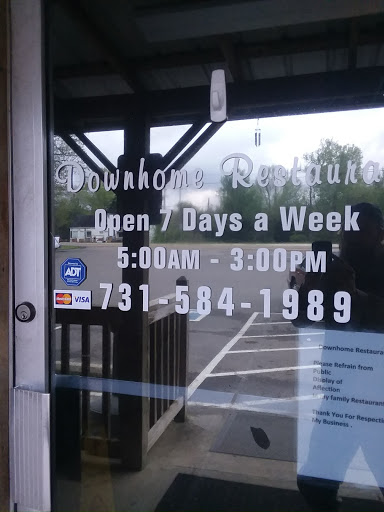 Downhome Restaura
Open 7 Days a Week
5:00AM - 3:00PM
ADT
VISA
731-584-1989
Downhome Restaura
Please Refrain from
Public
Display of
Affection
family Restaurant
Thank You For Respecti
My Business .